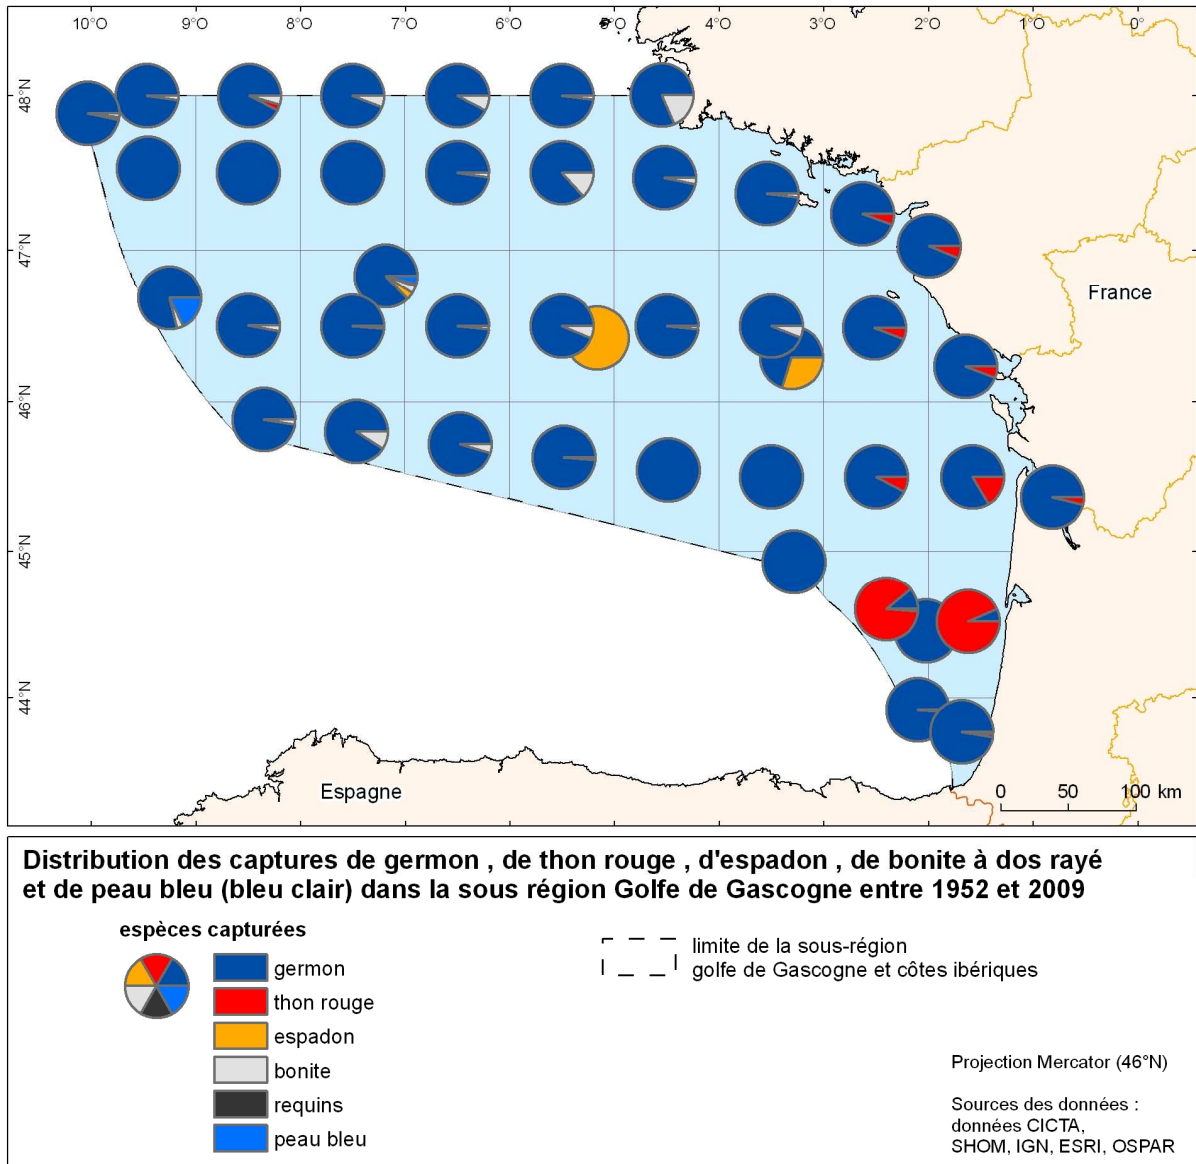 10°O 9°O 8°O 7°O 6°O 5°O 4°O 3°O 2°O 1°O 0°
48°N
47°N
France
46°N
45°N
44°N
Espagne
0 50 100 km
Distribution des captures de germon , de thon rouge , d'espadon , de bonite à dos rayé
et de peau bleu (bleu clair) dans la sous région Golfe de Gascogne entre 1952 et 2009
espèces capturées
germon
thon rouge
espadon
bonite
requins
peau bleu
limite de la sous-région
golfe de Gascogne et côtes ibériques
Projection Mercator (46°N)
Sources des données :
données CICTA,
SHOM, IGN, ESRI, OSPAR